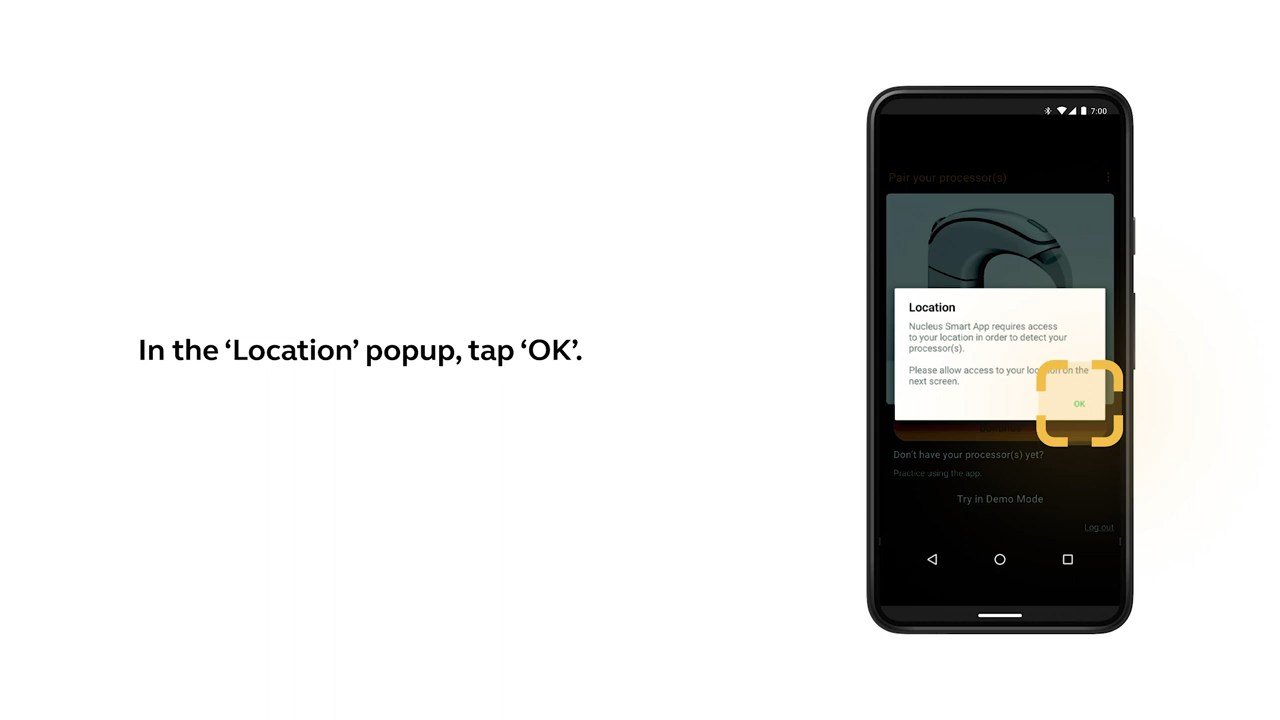 In the ‘Location’ popup, tap ‘OK’.
7:00
Pair your processor(s)
Location
Nucleus Smart App requires access
to your location in order to detect your
processor(s).
Please allow access to your location on the
next screen.
OK
Continue
Don't have your processor(s) yet?
Practice using the app.
Try in Demo Mode
Log out